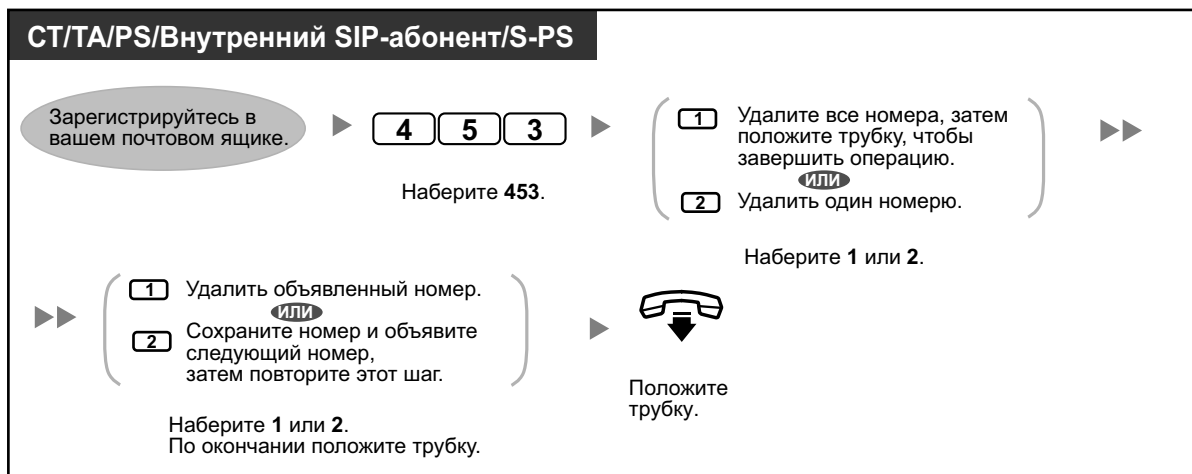 CT/TA/PS/Внутренний SIP-абонент/S-PS
Зарегистрируйтесь в
вашем почтовом ящике.
4 5 3
Наберите 453.
1 Удалите все номера, затем
положите трубку, чтобы
завершить операцию.
ИЛИ
2 Удалить один номерю.
Наберите 1 или 2.
1 Удалить объявленный номер.
ИЛИ
2 Сохраните номер и объявите
следующий номер,
затем повторите этот шаг.
Наберите 1 или 2.
По окончании положите трубку.
Положите
трубку.